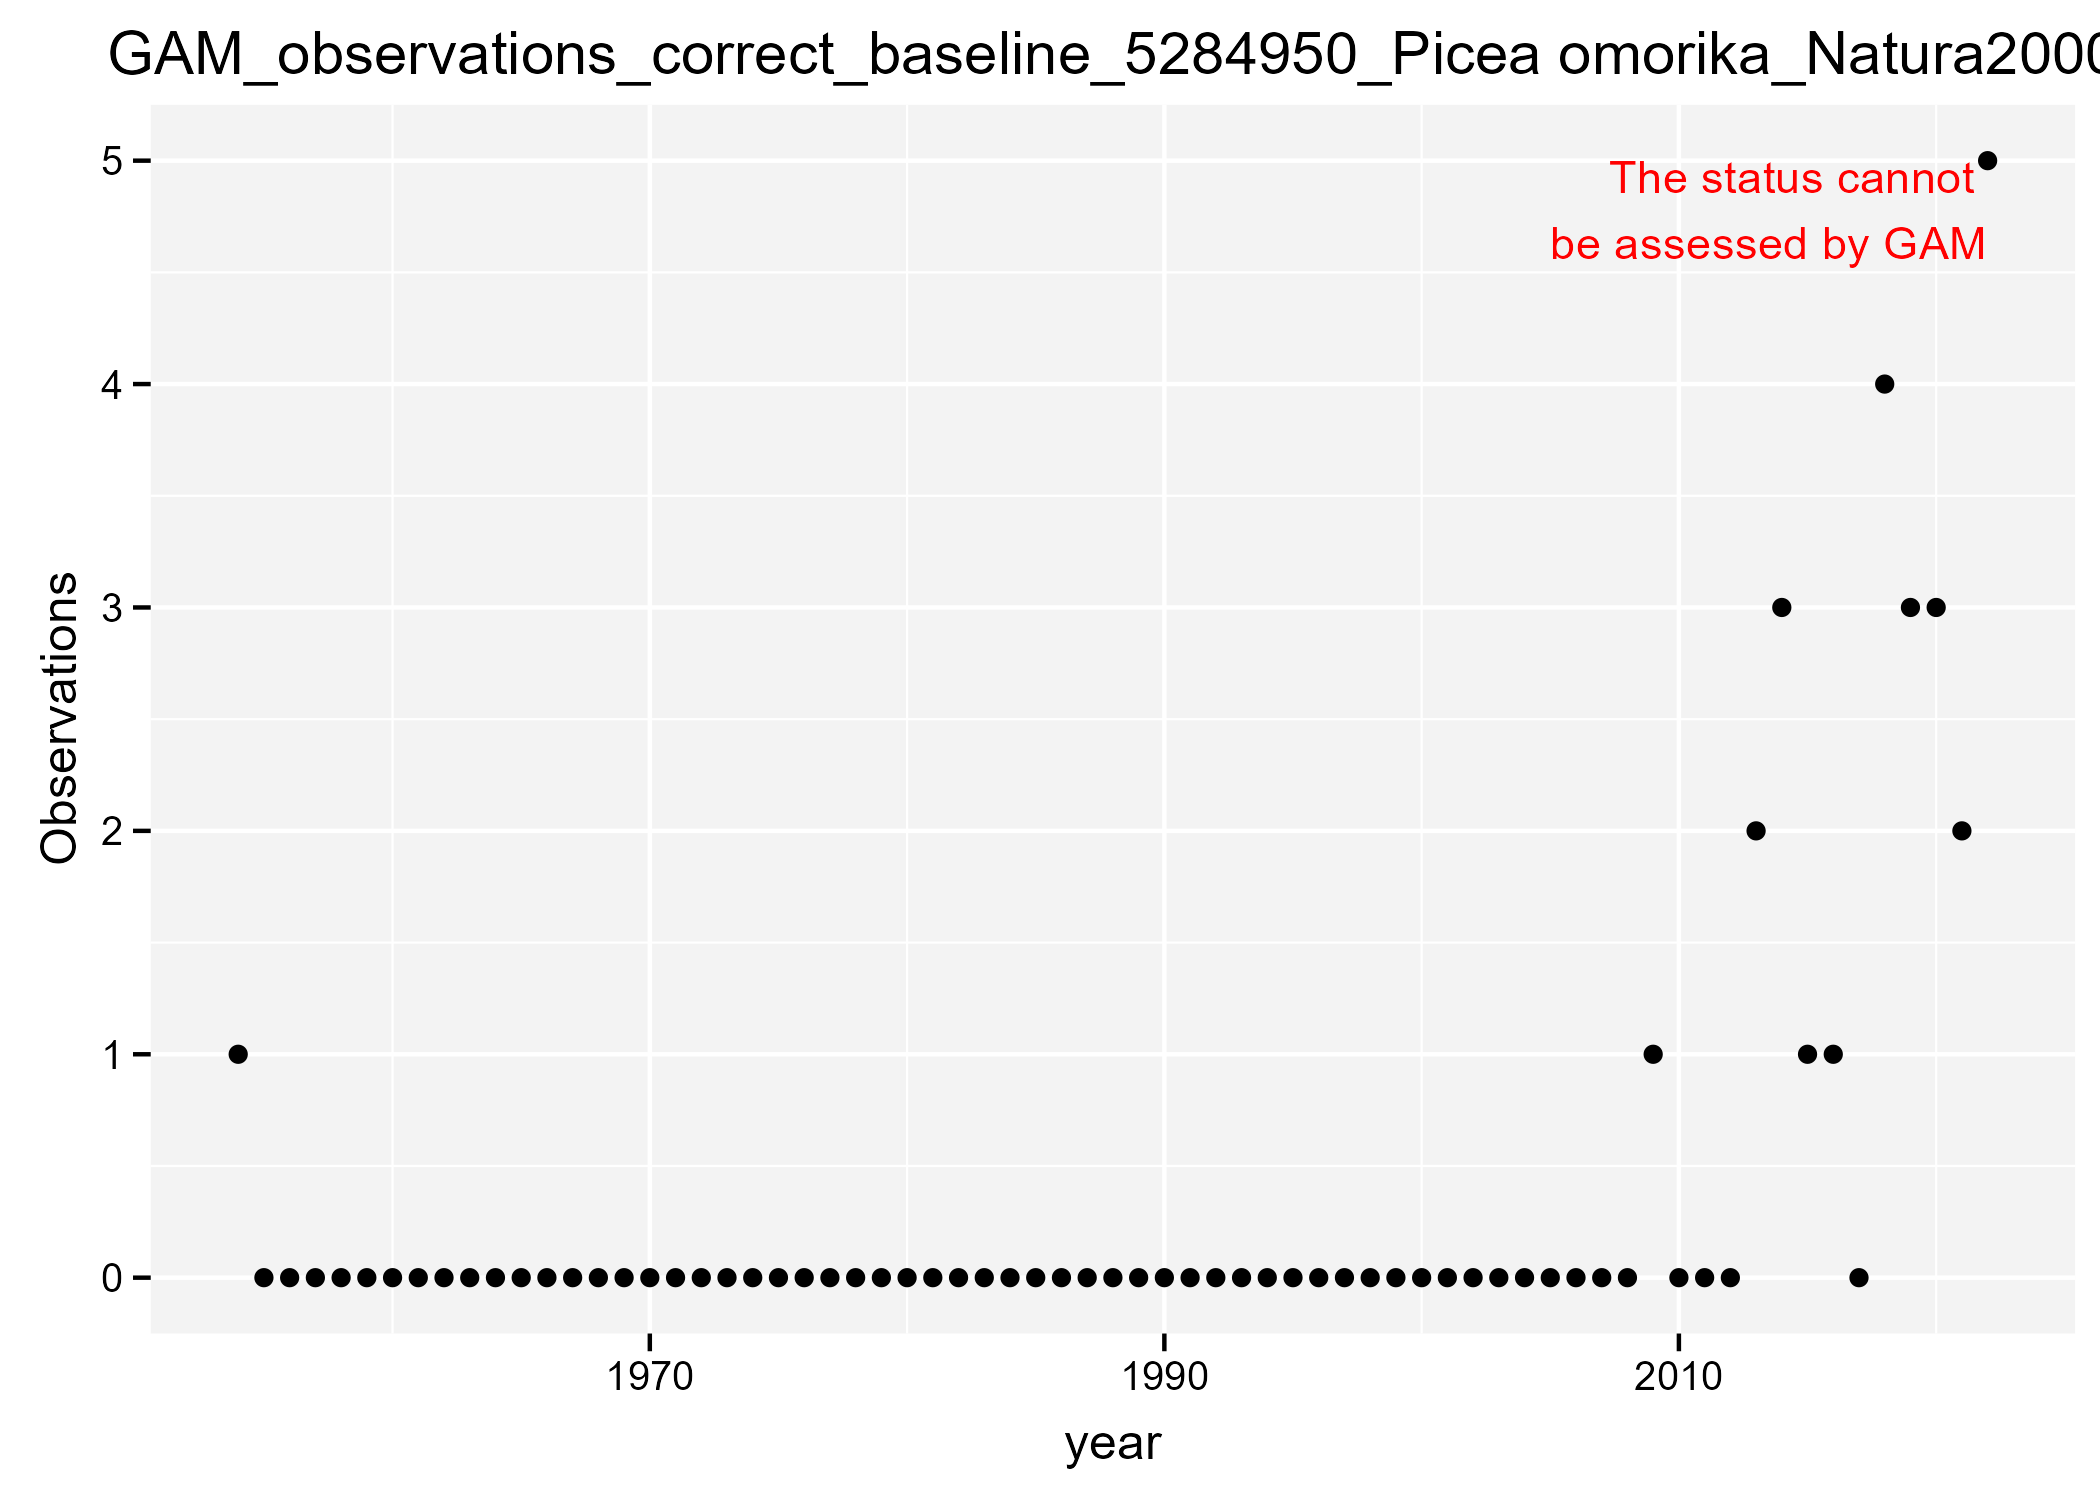 GAM_observations_correct_baseline_5284950_Picea omorika_Natura2000
5
The status cannot
be assessed by GAM
4
3
Observations
2
1
0
1970 1990 2010
year